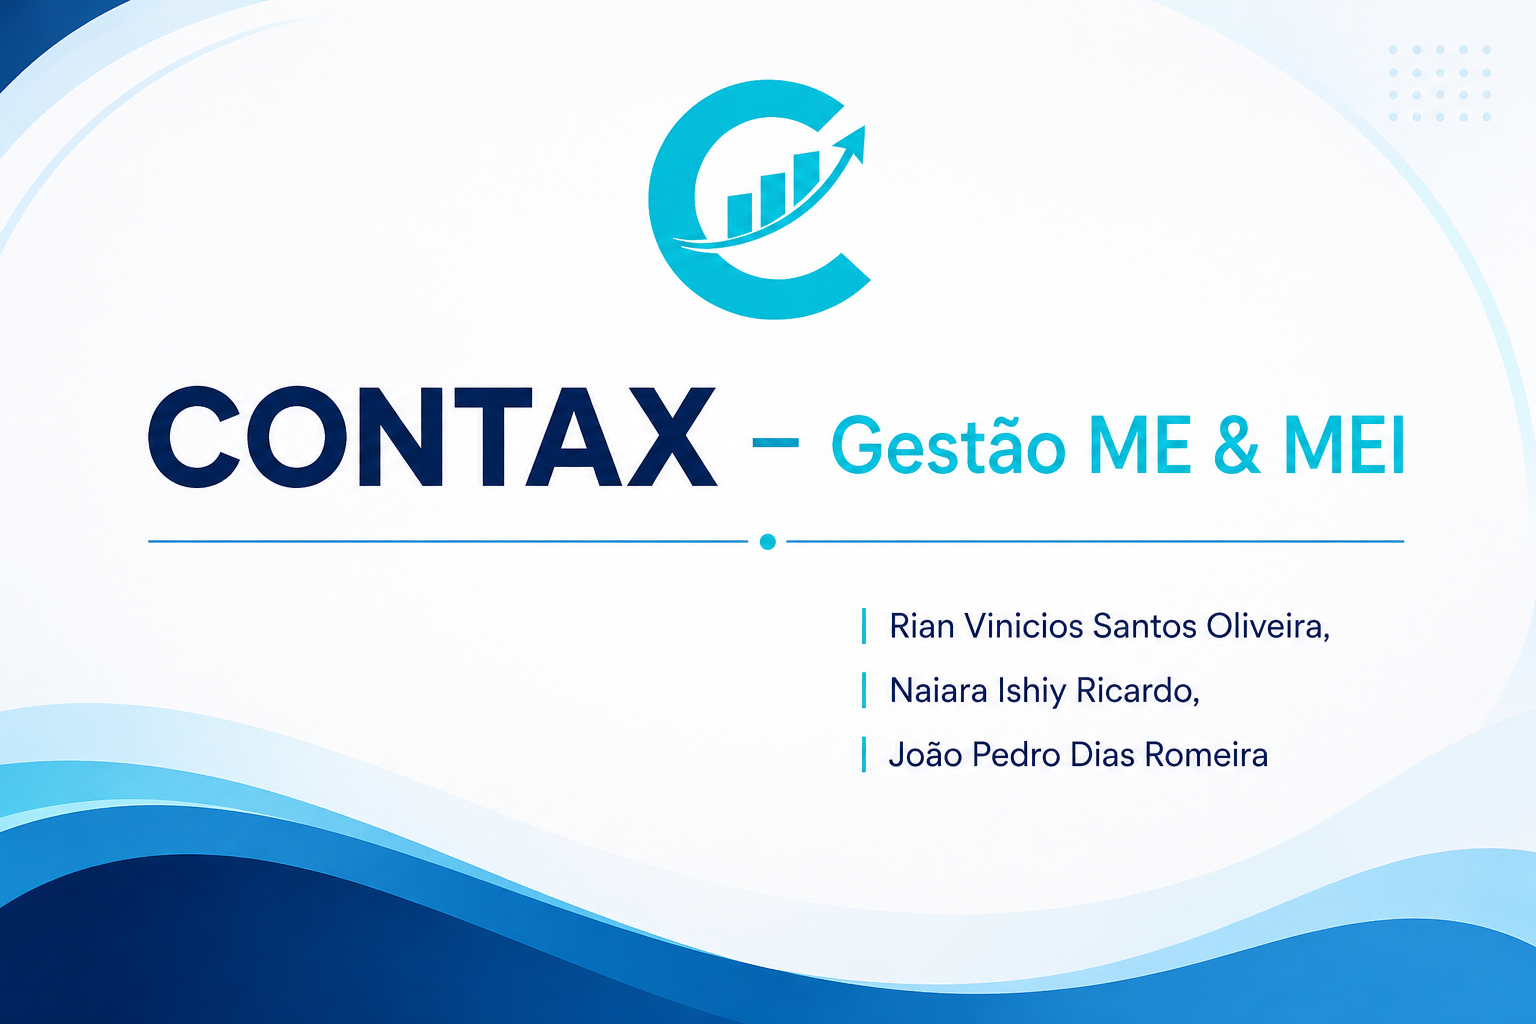 CONTAX – Gestão ME & MEI
Rian Vinicios Santos Oliveira,
Naiara Ishiy Ricardo,
João Pedro Dias Romeira